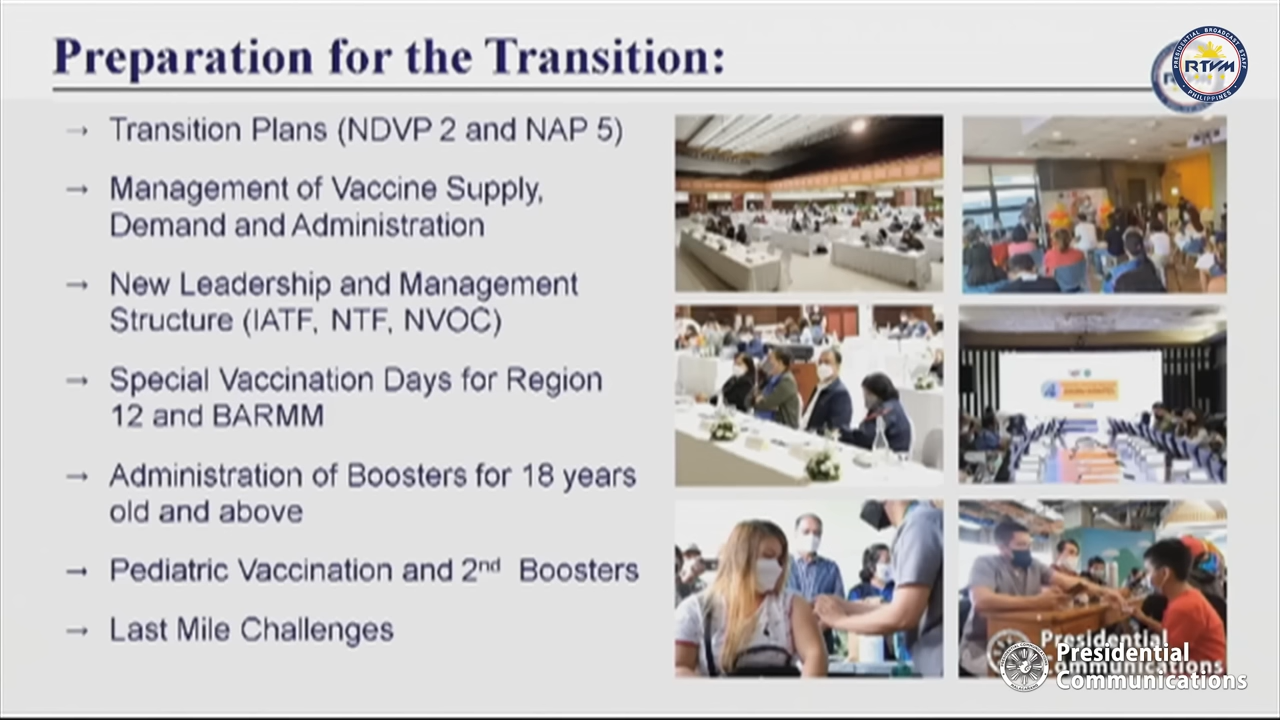 Preparation for the Transition:
→ Transition Plans (NDVP 2 and NAP 5)
→ Management of Vaccine Supply,
Demand and Administration
→ New Leadership and Management
Structure (IATF, NTF, NVOC)
→ Special Vaccination Days for Region
12 and BARMM
→ Administration of Boosters for 18 years
old and above
→ Pediatric Vaccination and 2nd Boosters
→ Last Mile Challenges
PRESIDENTIAL BROADCAST STAFF
RTVM
PHILIPPINES
Presidential
Communications
Presidential
Communications